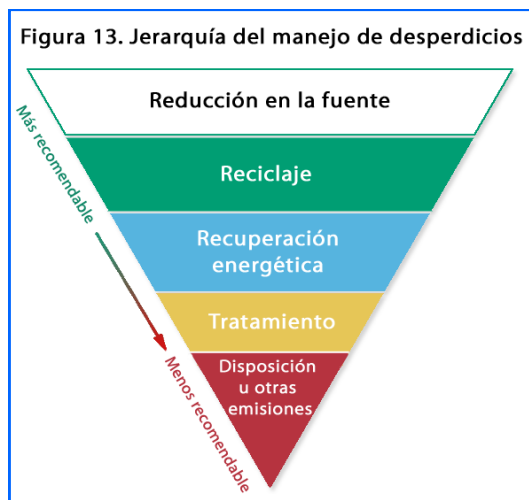 Figura 13. Jerarquía del manejo de desperdicios
Reducción en la fuente
Más recomendable
Reciclaje
Recuperación
energética
Tratamiento
Disposición
u otras
emisiones
Menos recomendable